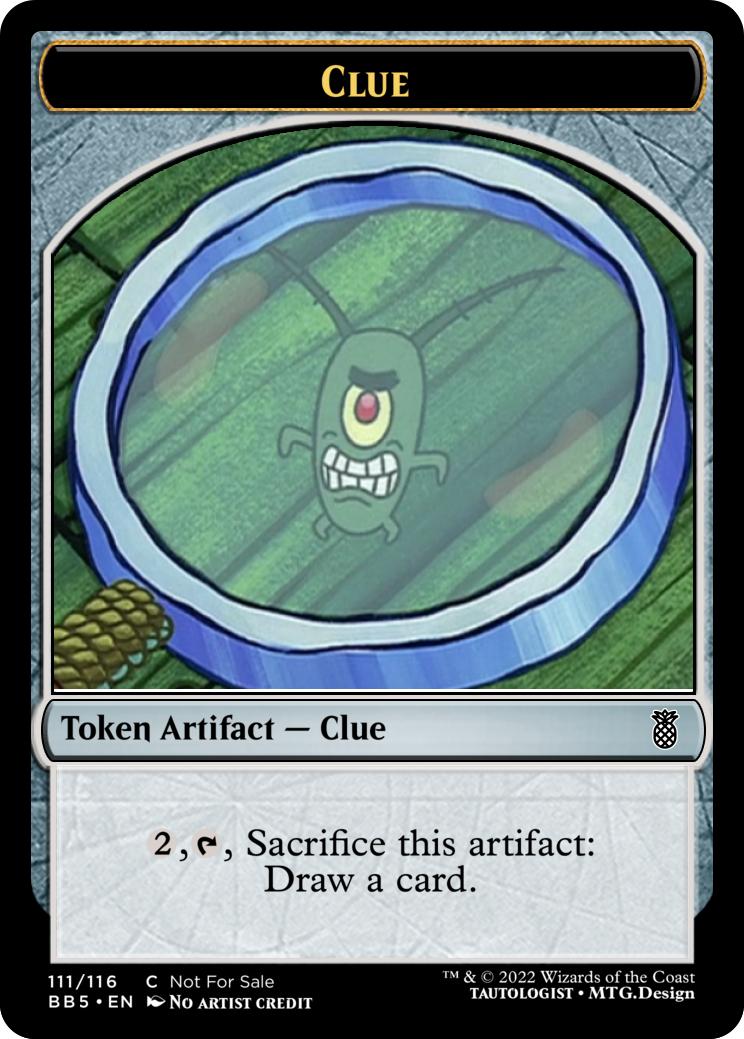 Clue
Token Artifact — Clue
2, , Sacrifice this artifact:
Draw a card.
111/116 C Not For Sale
BB5 • EN No artist credit
™ & © 2022 Wizards of the Coast
TAUTOLOGIST • MTG.Design